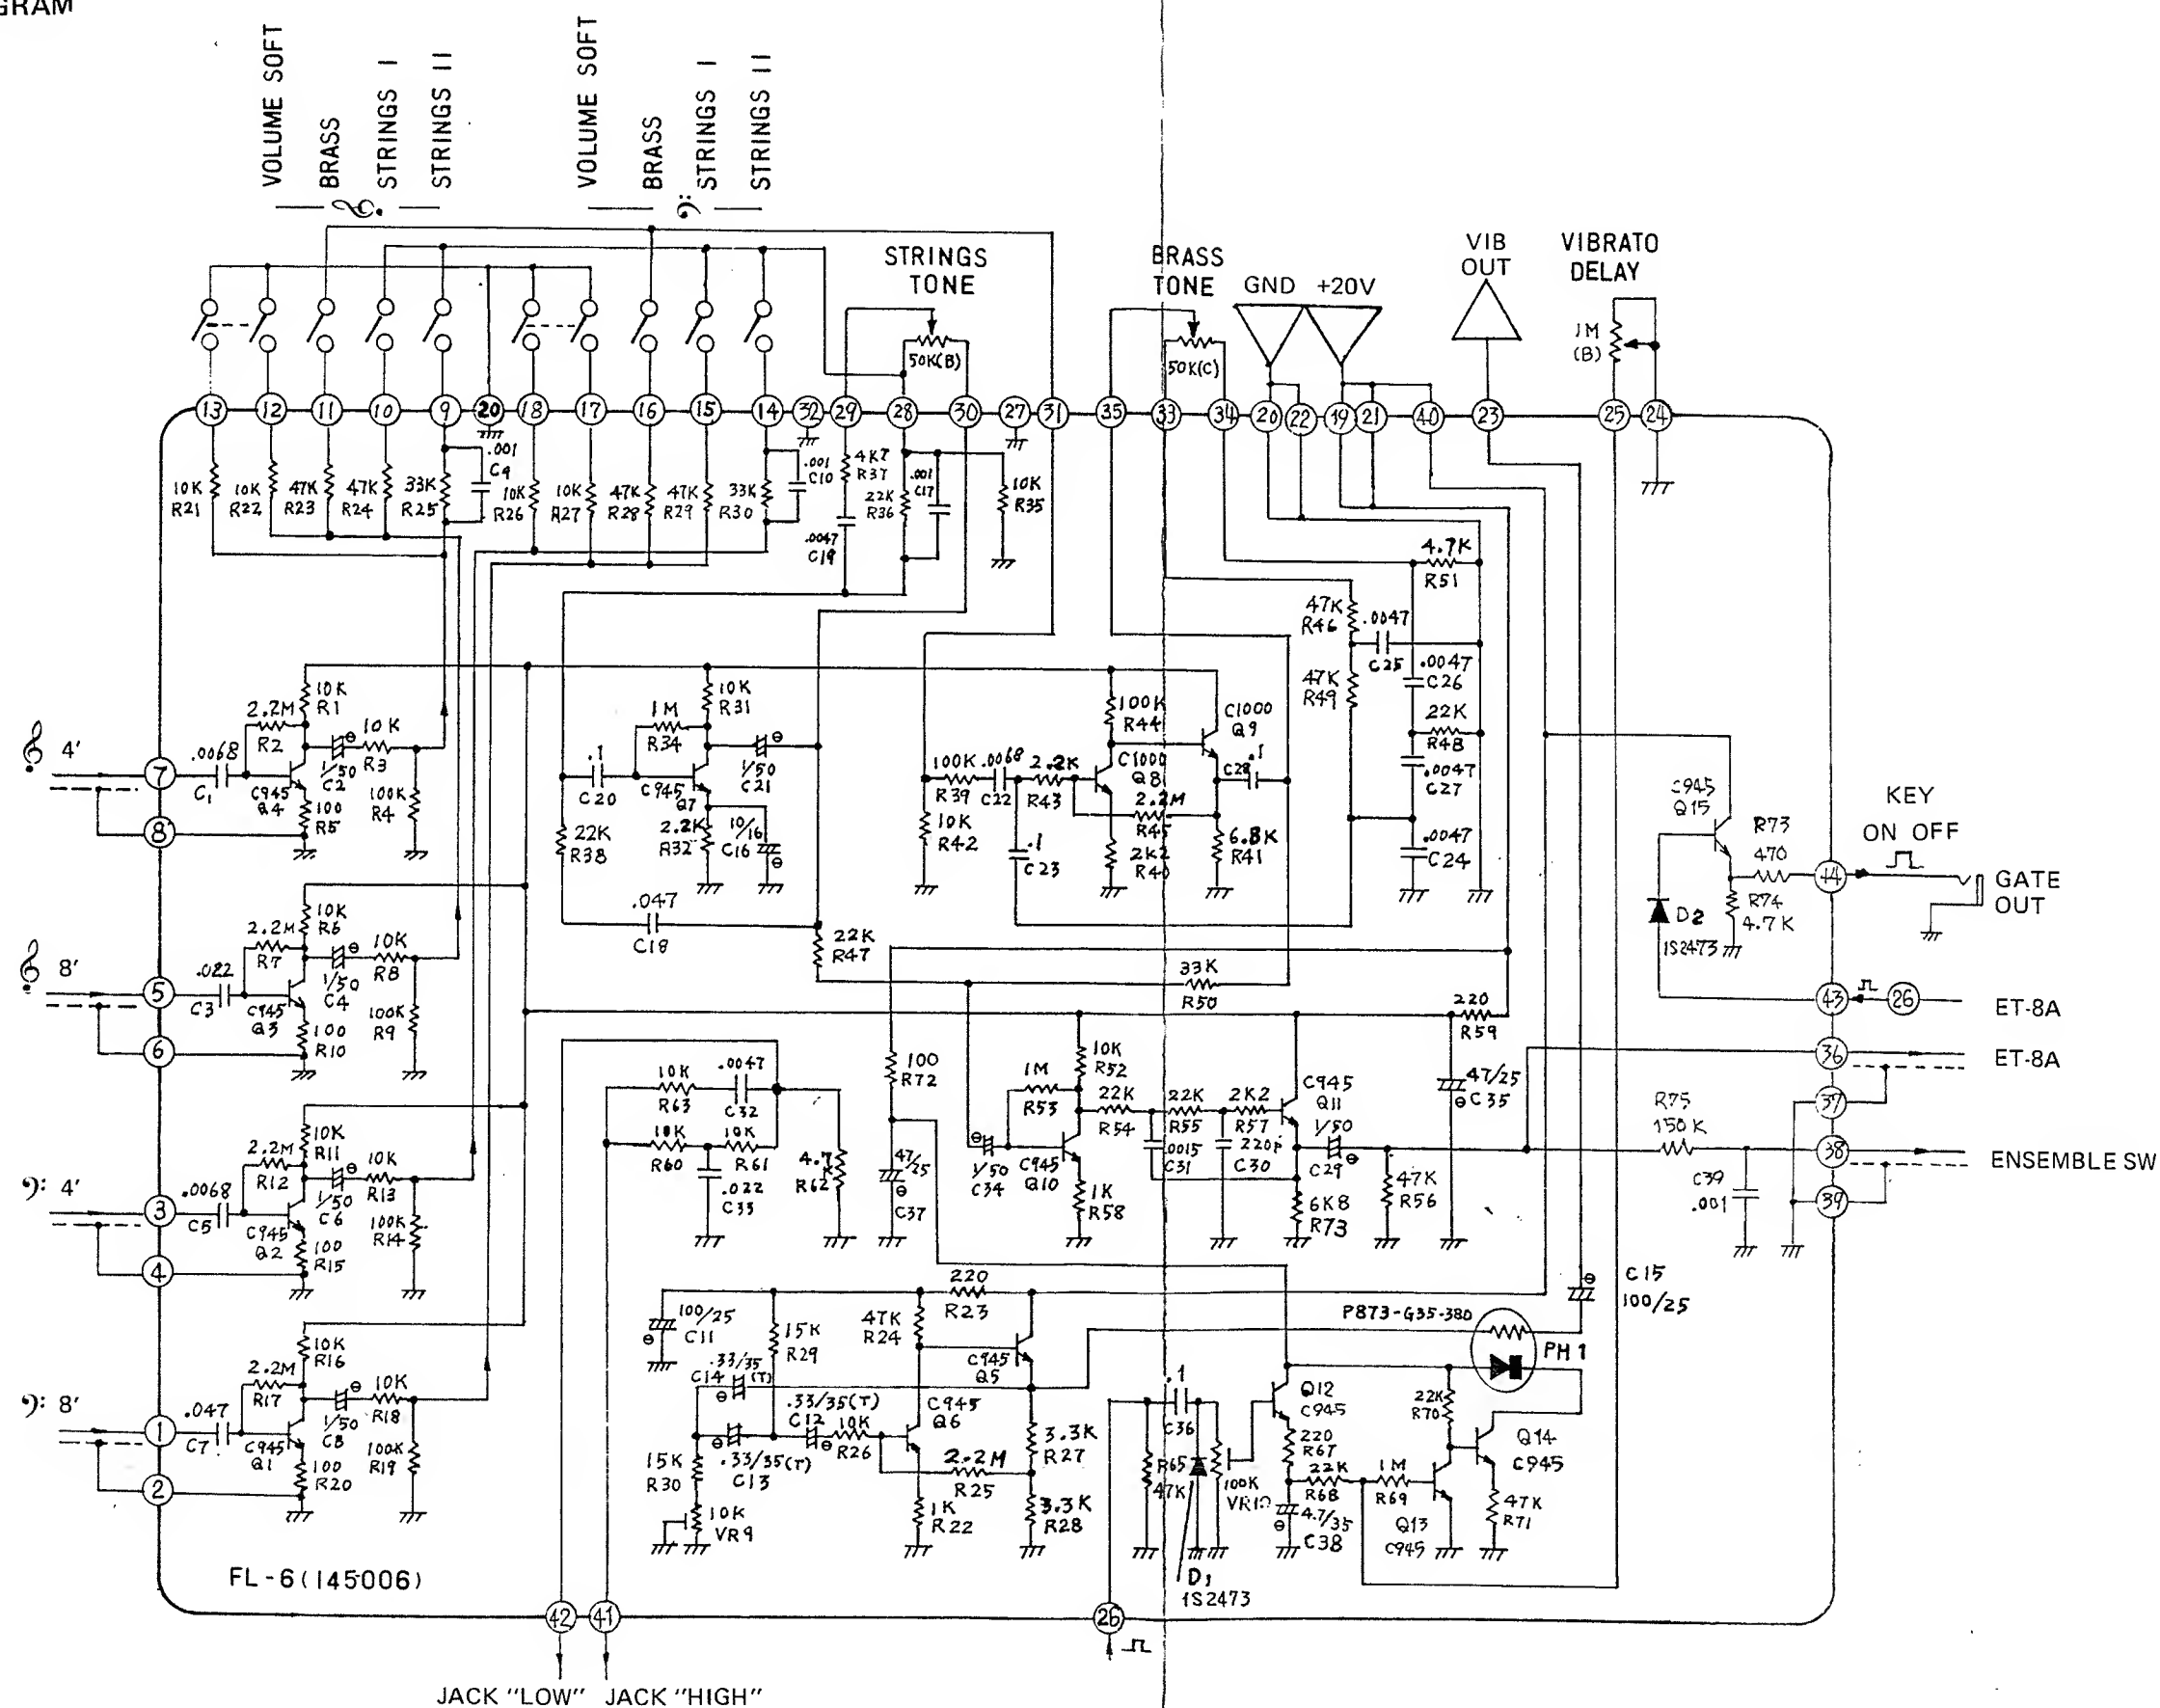 GRAM
VOLUME SOFT
BRASS
STRINGS I
STRINGS II
VOLUME SOFT
BRASS
STRINGS I
STRINGS II
STRINGS TONE
BRASS TONE
GND
+20V
VIB OUT
VIBRATO DELAY
50K(B)
50K(C)
1M (B)
13 12 11 10 9 20 18 17 16 15 14 32 29 28 30 27 31 35 33 34 20 22 19 21 40 23 25 24
10K R21
10K R22
47K R23
47K R24
33K R25
.001 C9
10K R26
10K R27
47K R28
47K R29
33K R30
.001 C10
4K7 R37
.0047 C19
22K R36
.001 C17
10K R35
4.7K R51
47K R46
.0047 C25
47K R49
.0047 C26
22K R48
.0047 C27
.0047 C24
4'
7
8
.0068 C1
2.2M R2
10K R1
1/50 C2
10K R3
100K R4
C945 Q4
100 R5
1M R34
10K R31
.1 C20
C945 Q7
1/50 C21
2.2K R32
10/16 C16
22K R38
.047 C18
22K R47
100K R39
.0068 C22
2.2K R43
10K R42
.1 C23
100K R44
C1000 Q8
C1000 Q9
.1 C28
2.2M R45
2K2 R40
6.8K R41
33K R50
C945 Q15
R73 470
R74 4.7K
D2 1S2473
KEY ON OFF
44
GATE OUT
43
26
ET-8A
8'
5
6
.022 C3
2.2M R7
10K R6
1/50 C4
10K R8
100K R9
C945 Q3
100 R10
220 R59
47/25 C35
36
ET-8A
37
R75 150K
38
ENSEMBLE SW
39
C39 .001
10K R63
.0047 C32
10K R60
10K R61
.022 C33
4.7K R62
100 R72
47/25 C37
1M R53
10K R52
1/50 C34
C945 Q10
1K R58
22K R54
22K R55
2K2 R57
.0015 C31
220p C30
C945 Q11
1/50 C29
6K8 R73
47K R56
4'
3
4
.0068 C5
2.2M R12
10K R11
1/50 C6
10K R13
100K R14
C945 Q2
100 R15
8'
1
2
.047 C7
2.2M R17
10K R16
1/50 C8
10K R18
100K R19
C945 Q1
100 R20
100/25 C11
15K R29
47K R24
220 R23
C945 Q5
.33/35(T) C14
.33/35(T) C12
.33/35(T) C13
10K R26
C945 Q6
2.2M R25
3.3K R27
3.3K R28
1K R22
15K R30
10K VR9
P873-G35-380
PH1
C15 100/25
.1 C36
R65 47K
100K VR10
D1 1S2473
Q12 C945
220 R67
22K R68
4.7/35 C38
1M R69
Q13 C945
22K R70
Q14 C945
47K R71
FL-6(145006)
42
41
26
JACK "LOW"
JACK "HIGH"